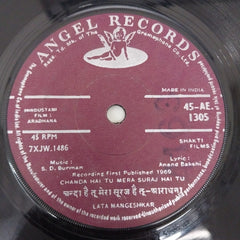 ANGEL RECORDS
Regd. Tr. Mk. of The Gramophone Co. Ltd.
MADE IN INDIA
45-AE.
1305
HINDUSTANI
FILM :
ARADHANA
45 RPM
7XJW.1486
SHAKTI
FILMS
Music :
S. D. Burman
Lyric :
Anand Bakshi
Recording First Published 1969
CHANDA HAI TU MERA SURAJ HAI TU
चन्दा है तू मेरा सूरज है तू-आराधना
LATA MANGESHKAR